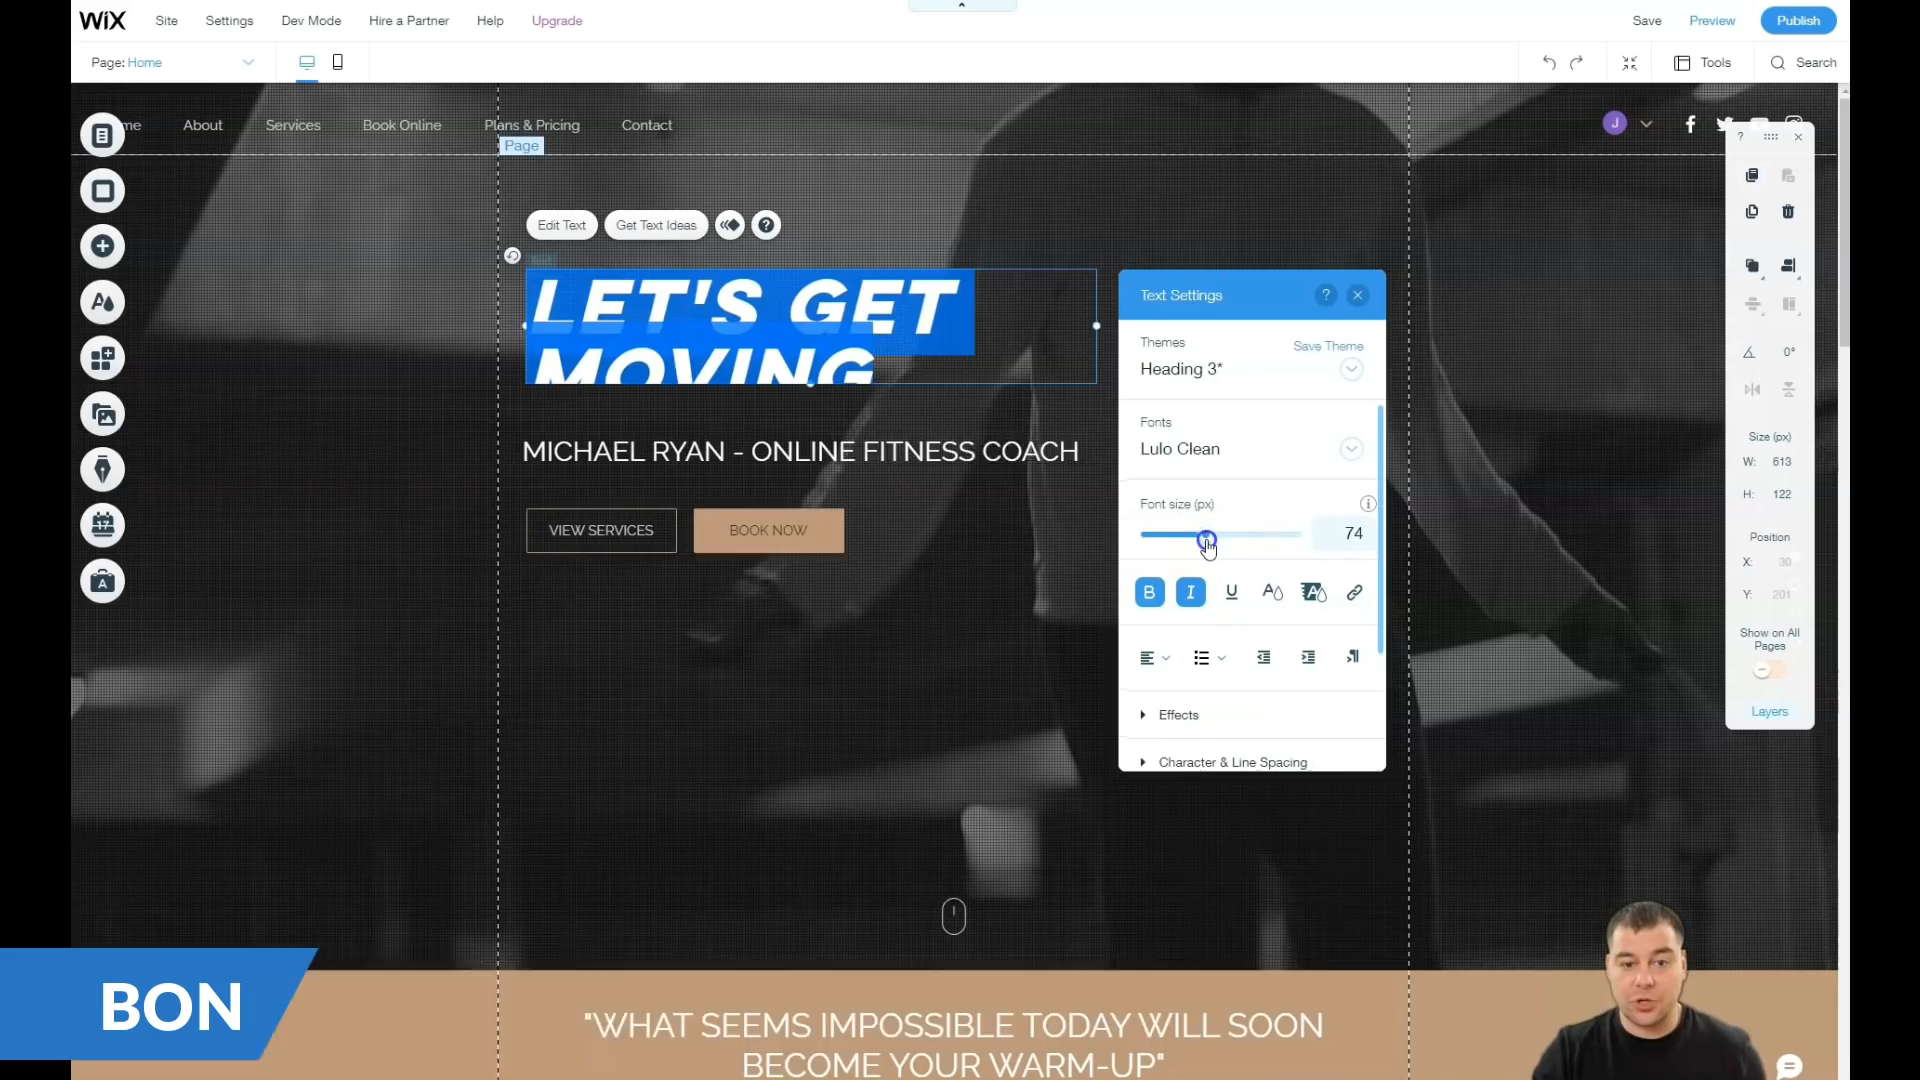 WiX Site Settings Dev Mode Hire a Partner Help Upgrade Save Preview Publish
Page: Home Tools Search
me About Services Book Online Plans & Pricing Contact J
Page
Edit Text Get Text Ideas ?
LET'S GET
MOVING
MICHAEL RYAN - ONLINE FITNESS COACH
VIEW SERVICES BOOK NOW
Text Settings ?
Themes Save Theme
Heading 3*
Fonts
Lulo Clean
Font size (px)
74
B I U A A
Effects
Character & Line Spacing
?
0°
Size (px)
W: 613
H: 122
Position
X: 30
Y: 201
Show on All
Pages
Layers
A
17
A
BON
"WHAT SEEMS IMPOSSIBLE TODAY WILL SOON
BECOME YOUR WARM-UP"